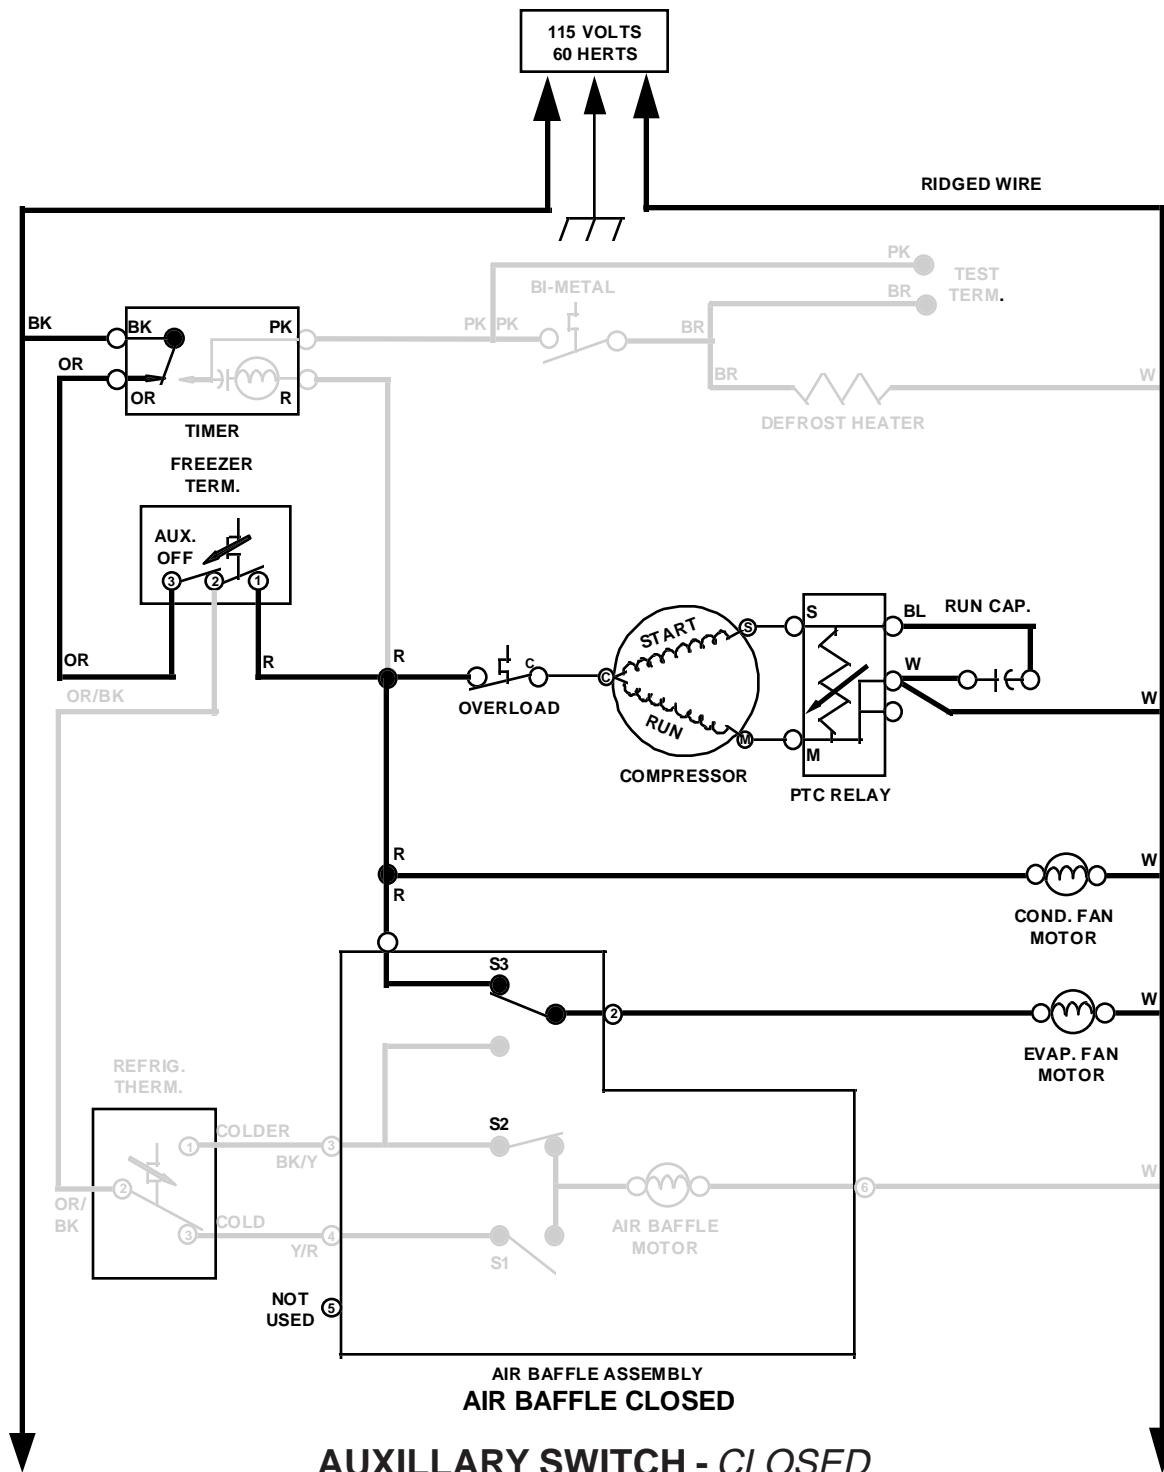 115 VOLTS
60 HERTS
RIDGED WIRE
PK
TEST
TERM.
BR
BI-METAL
BK
BK
PK
PK
PK
BR
OR
OR
R
BR
W
DEFROST HEATER
TIMER
FREEZER
TERM.
AUX.
OFF
3
2
1
OR
R
R
OR/BK
C
OVERLOAD
C
START
S
RUN
M
COMPRESSOR
S
M
PTC RELAY
BL
RUN CAP.
W
W
R
R
W
COND. FAN
MOTOR
S3
2
W
EVAP. FAN
MOTOR
REFRIG.
THERM.
1
COLDER
BK/Y
3
S2
2
OR/
BK
3
COLD
Y/R
4
S1
AIR BAFFLE
MOTOR
6
W
NOT
USED
5
AIR BAFFLE ASSEMBLY
AIR BAFFLE CLOSED
AUXILLARY SWITCH - CLOSED